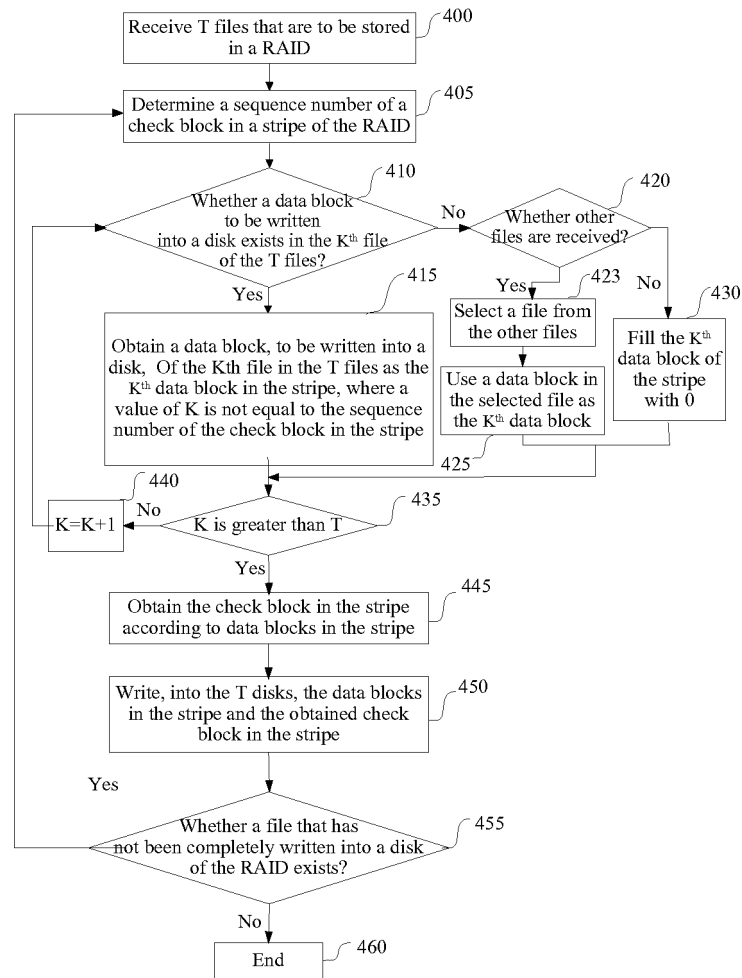 Receive T files that are to be stored
in a RAID
400
Determine a sequence number of a
check block in a stripe of the RAID
405
Whether a data block
to be written
into a disk exists in the Kth file
of the T files?
410
No
Whether other
files are received?
420
Yes
No
Yes
415
Obtain a data block, to be written into a
disk, Of the Kth file in the T files as the
Kth data block in the stripe, where a
value of K is not equal to the sequence
number of the check block in the stripe
423
Select a file from
the other files
Use a data block in
the selected file as
the Kth data block
425
430
Fill the Kth
data block of
the stripe
with 0
440
K=K+1
No
K is greater than T
435
Yes
Obtain the check block in the stripe
according to data blocks in the stripe
445
Write, into the T disks, the data blocks
in the stripe and the obtained check
block in the stripe
450
Yes
Whether a file that has
not been completely written into a disk
of the RAID exists?
455
No
End
460